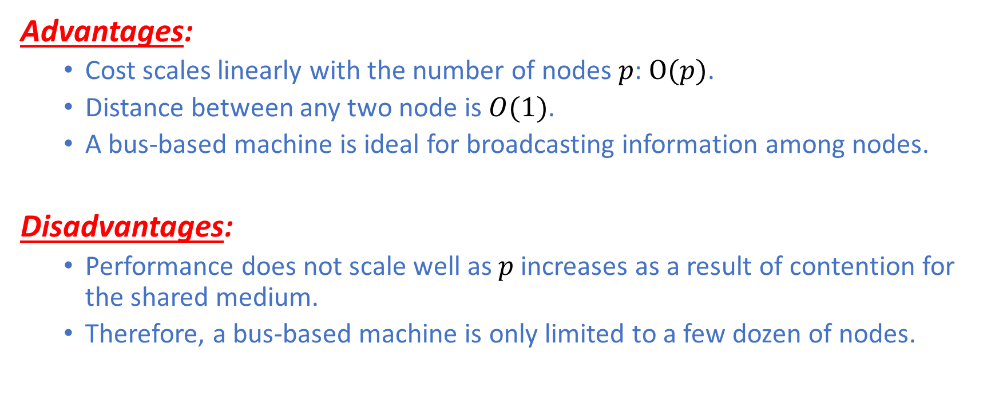 Advantages:
• Cost scales linearly with the number of nodes p: O(p).
• Distance between any two node is O(1).
• A bus-based machine is ideal for broadcasting information among nodes.
Disadvantages:
• Performance does not scale well as p increases as a result of contention for
the shared medium.
• Therefore, a bus-based machine is only limited to a few dozen of nodes.